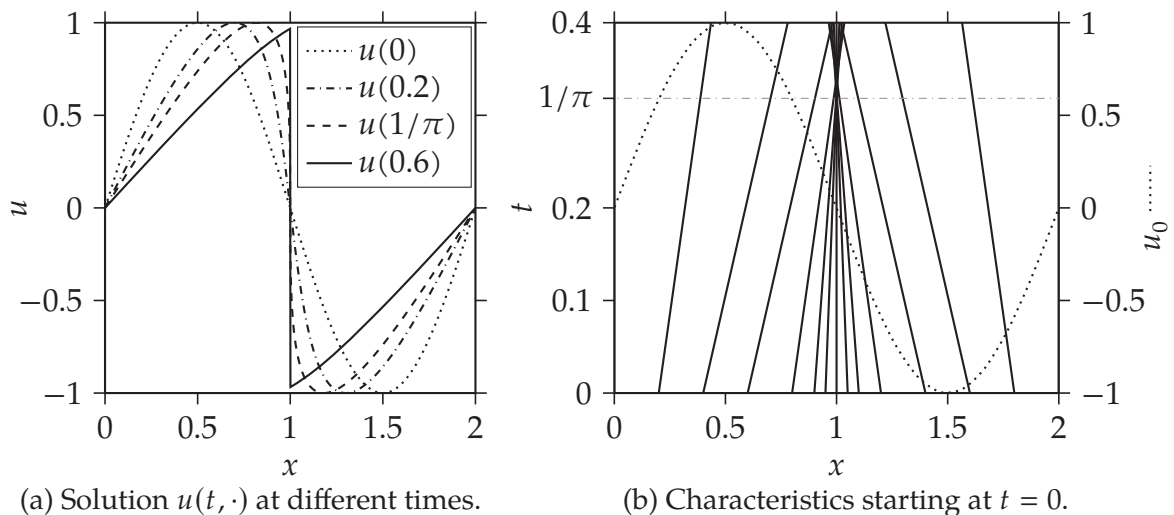 1
0.5
0
−0.5
−1
u
0
0.5
1
1.5
2
x
u(0)
u(0.2)
u(1/π)
u(0.6)
(a) Solution u(t, ·) at different times.
0.4
1/π
0.2
0.1
0
t
0
0.5
1
1.5
2
x
1
0.5
0
−0.5
−1
u₀
(b) Characteristics starting at t = 0.